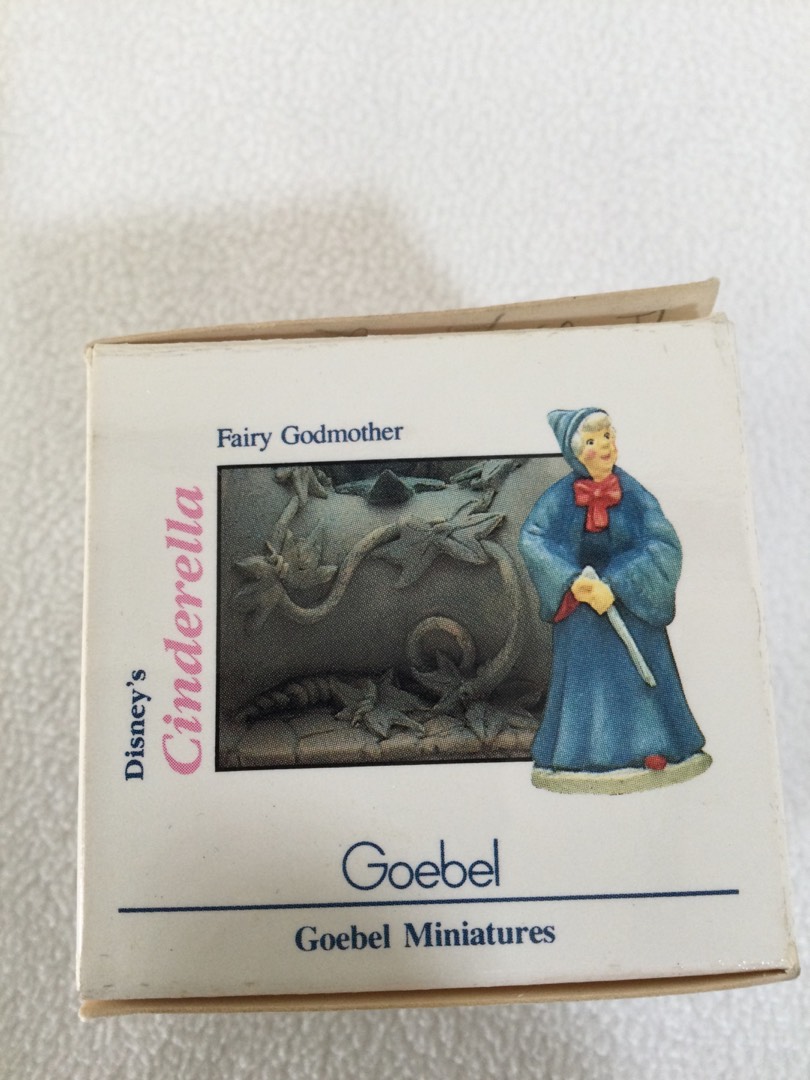 Fairy Godmother
Disney's
Cinderella
Goebel
Goebel Miniatures